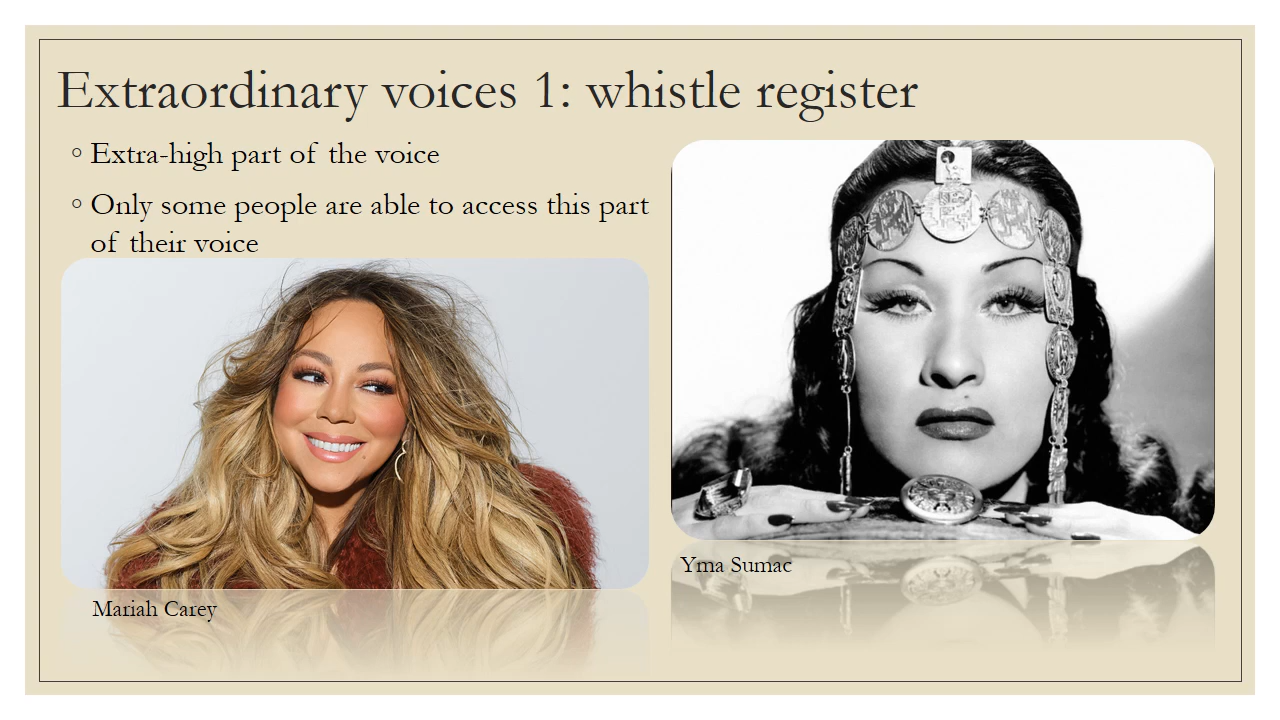 Extraordinary voices 1: whistle register
◦ Extra-high part of the voice
◦ Only some people are able to access this part
of their voice
Yma Sumac
Mariah Carey